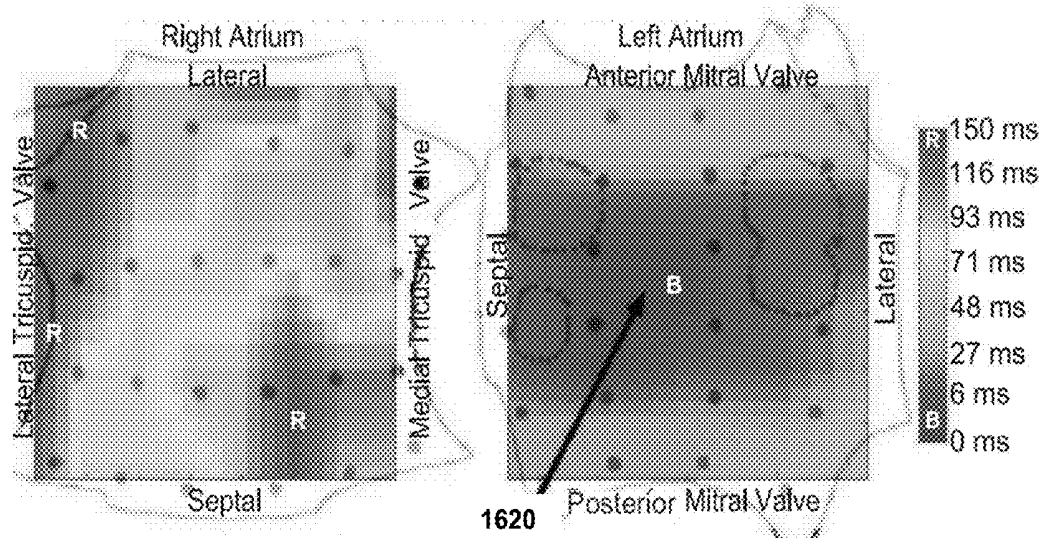 Right Atrium
Lateral
Lateral Tricuspid Valve
Medial Tricuspid Valve
Septal
R
R
R
Left Atrium
Anterior Mitral Valve
Septal
Lateral
B
Posterior Mitral Valve
1620
R
150 ms
116 ms
93 ms
71 ms
48 ms
27 ms
6 ms
B
0 ms